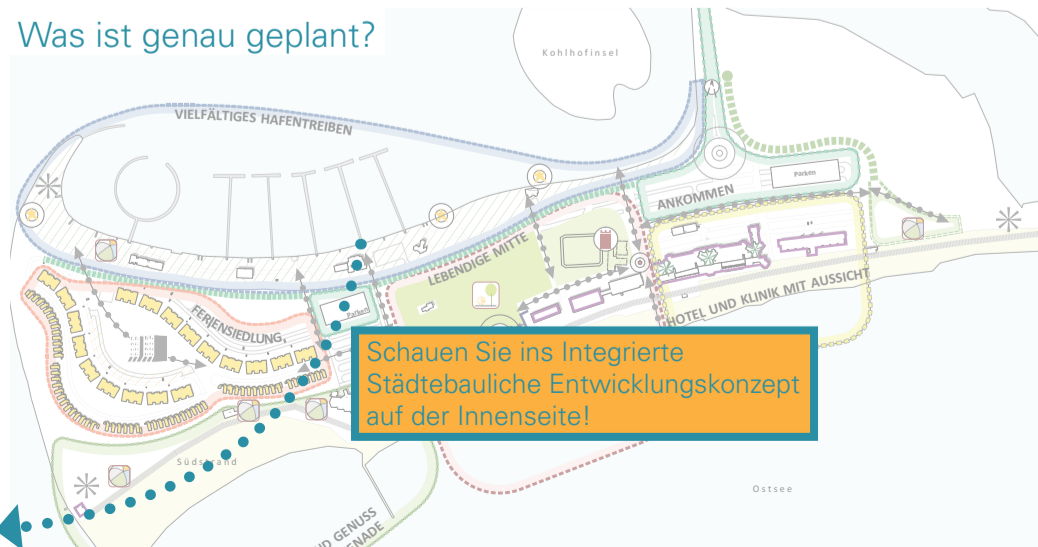 Was ist genau geplant?
Kohlhofinsel
VIELFÄLTIGES HAFENTREIBEN
Parken
ANKOMMEN
LEBENDIGE MITTE
HOTEL UND KLINIK MIT AUSSICHT
FERIENSIEDLUNG
Parken
Schauen Sie ins Integrierte
Städtebauliche Entwicklungskonzept
auf der Innenseite!
Südstrand
Ostsee
ND GENUSS
NADE